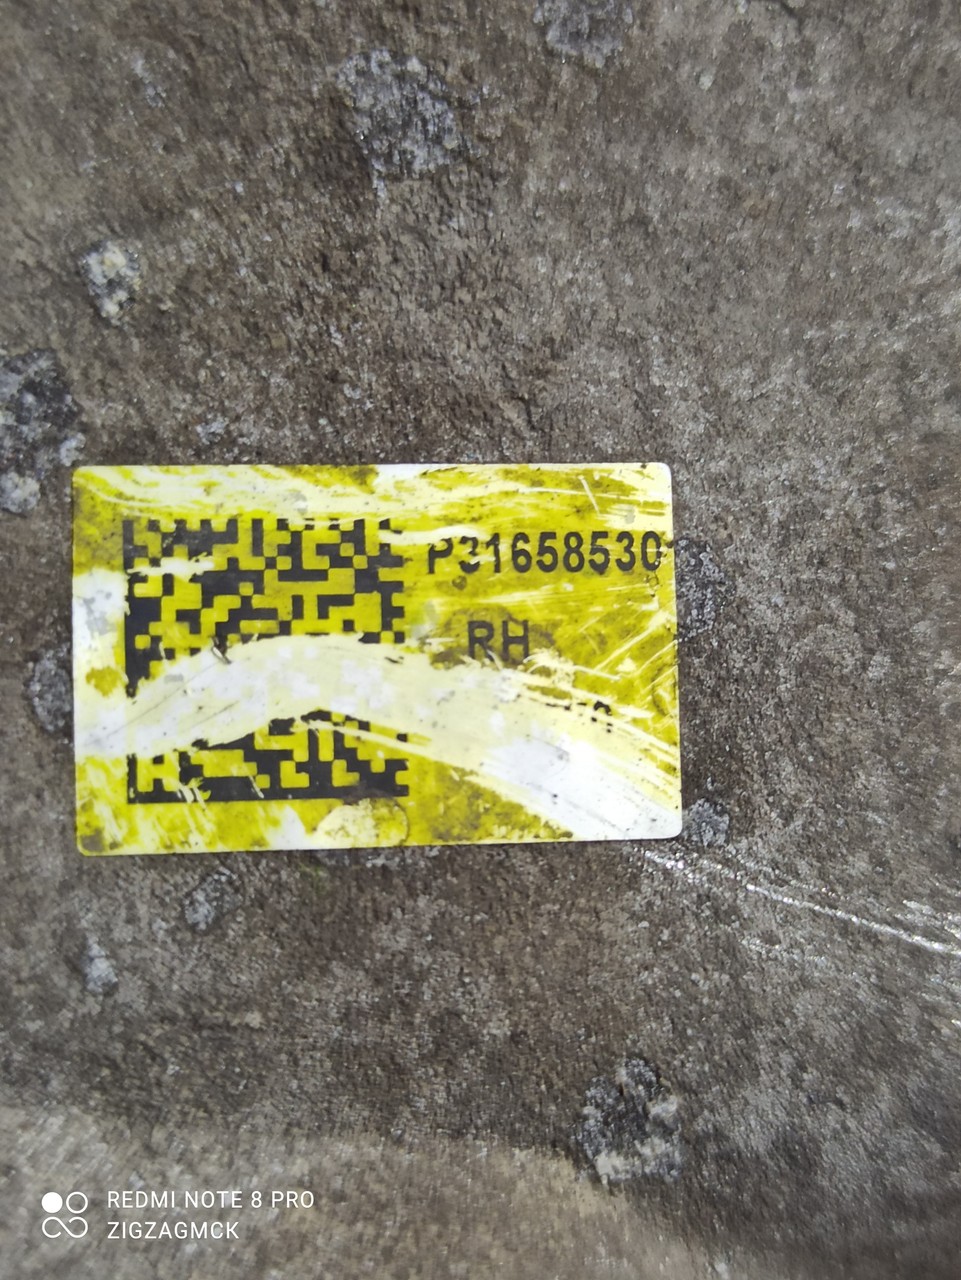 P31658530
RH
REDMI NOTE 8 PRO
ZIGZAGMCK